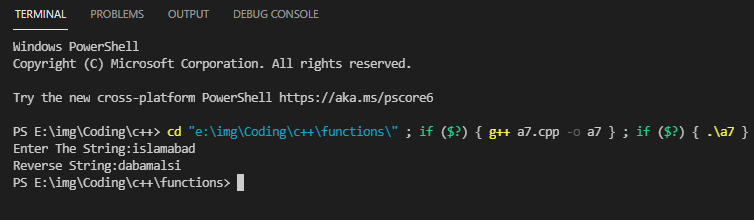 TERMINAL PROBLEMS OUTPUT DEBUG CONSOLE
Windows PowerShell
Copyright (C) Microsoft Corporation. All rights reserved.
Try the new cross-platform PowerShell https://aka.ms/pscore6
PS E:\img\Coding\c++> cd "e:\img\Coding\c++\functions\" ; if ($?) { g++ a7.cpp -o a7 } ; if ($?) { .\a7 }
Enter The String:islamabad
Reverse String:dabamalsi
PS E:\img\Coding\c++\functions>